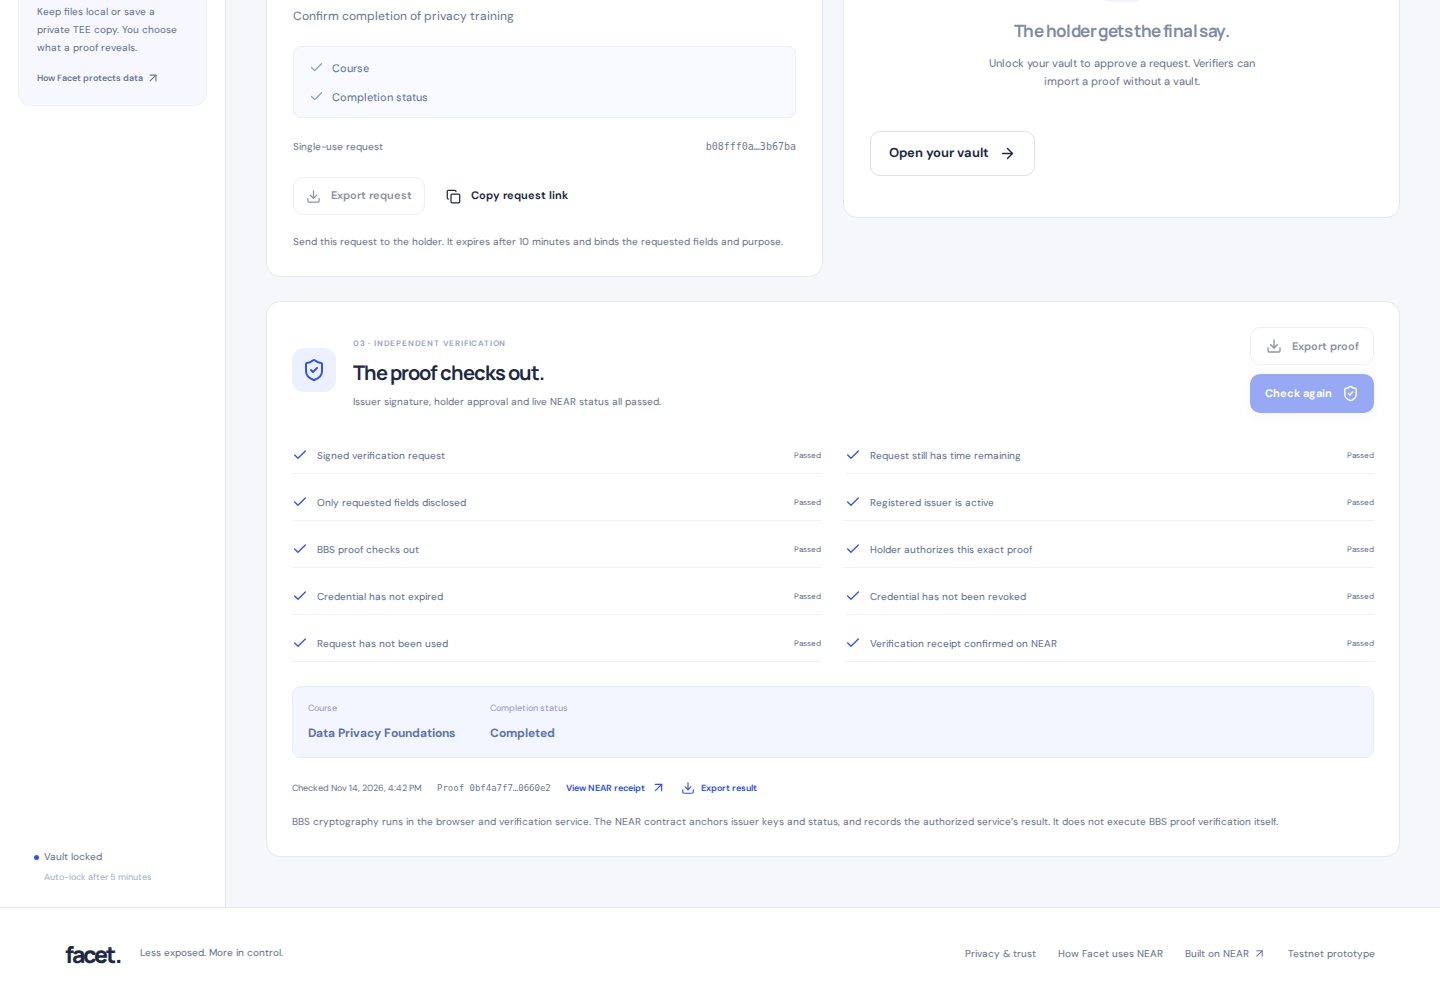 Keep files local or save a
private TEE copy. You choose
what a proof reveals.
How Facet protects data
Confirm completion of privacy training
Course
Completion status
Single-use request
b08fff0a…3b67ba
Export request
Copy request link
Send this request to the holder. It expires after 10 minutes and binds the requested fields and purpose.
The holder gets the final say.
Unlock your vault to approve a request. Verifiers can
import a proof without a vault.
Open your vault
03 · INDEPENDENT VERIFICATION
The proof checks out.
Issuer signature, holder approval and live NEAR status all passed.
Export proof
Check again
Signed verification request Passed
Request still has time remaining Passed
Only requested fields disclosed Passed
Registered issuer is active Passed
BBS proof checks out Passed
Holder authorizes this exact proof Passed
Credential has not expired Passed
Credential has not been revoked Passed
Request has not been used Passed
Verification receipt confirmed on NEAR Passed
Course
Data Privacy Foundations
Completion status
Completed
Checked Nov 14, 2026, 4:42 PM Proof 0bf4a7f7…0660e2 View NEAR receipt Export result
BBS cryptography runs in the browser and verification service. The NEAR contract anchors issuer keys and status, and records the authorized service's result. It does not execute BBS proof verification itself.
Vault locked
Auto-lock after 5 minutes
facet.
Less exposed. More in control.
Privacy & trust
How Facet uses NEAR
Built on NEAR
Testnet prototype